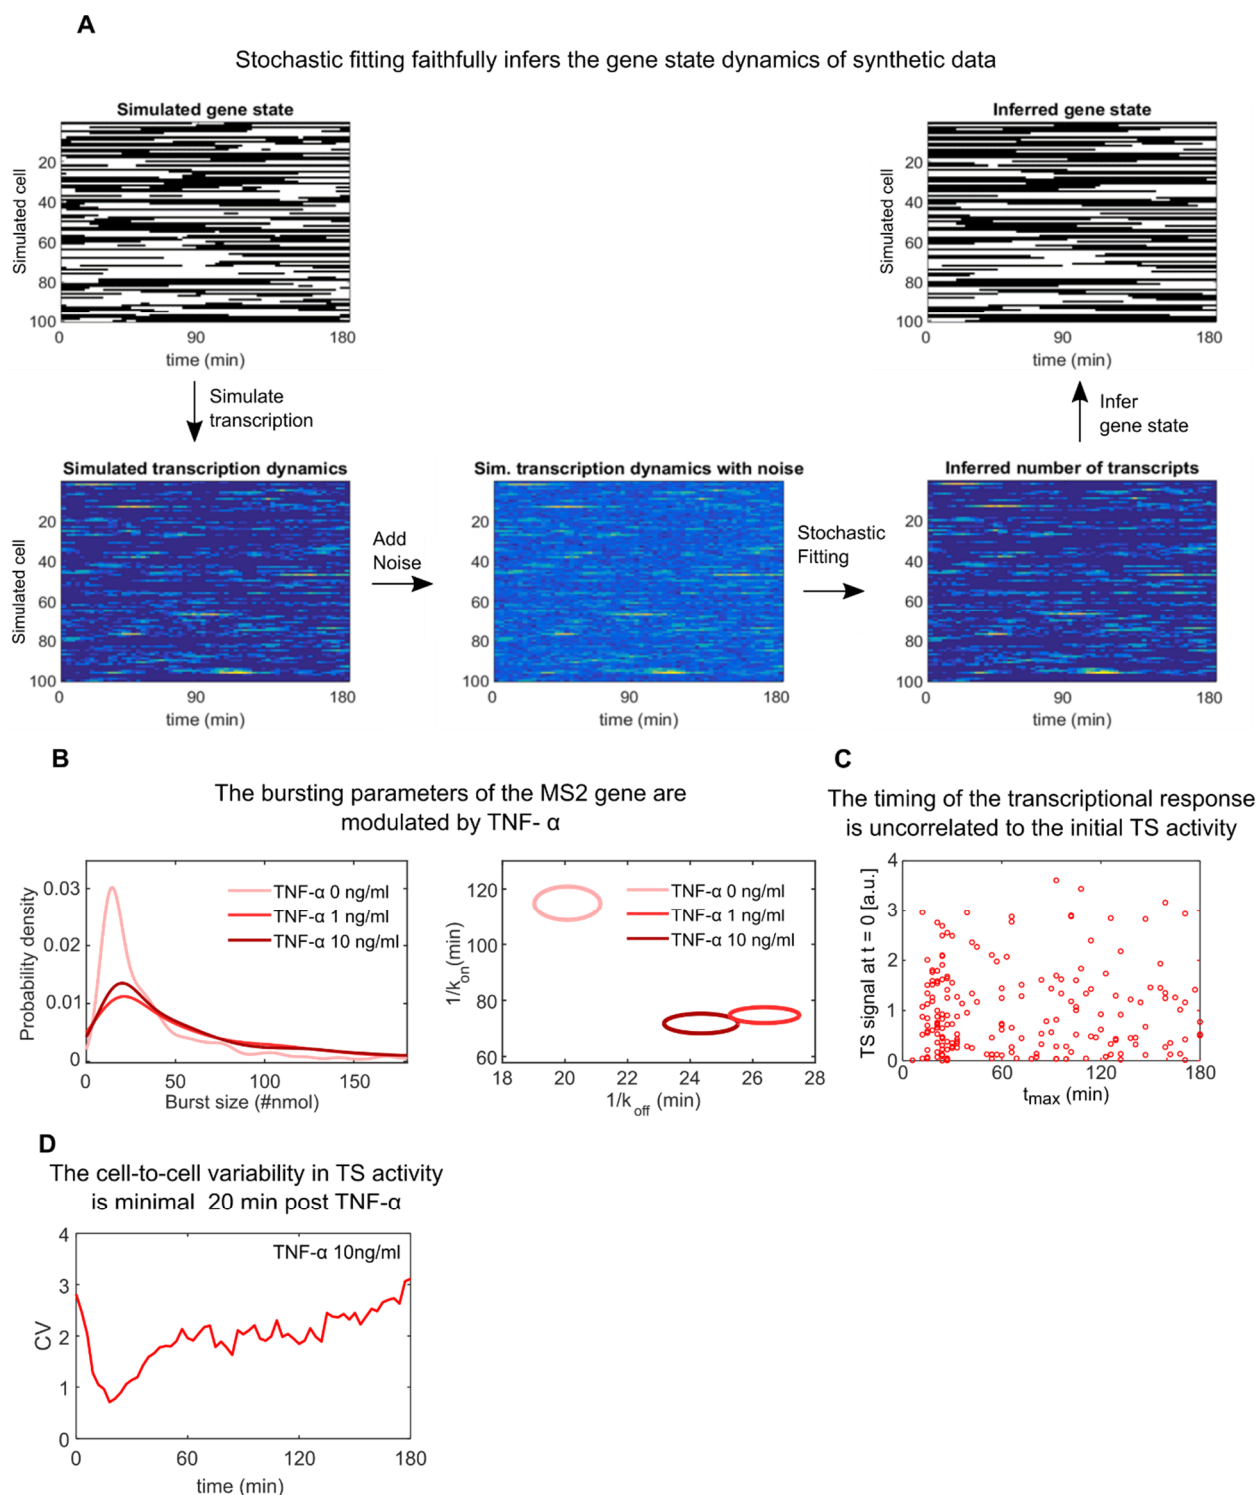 A
Stochastic fitting faithfully infers the gene state dynamics of synthetic data
Simulated gene state
Simulated cell
20
40
60
80
100
0 90 180
time (min)
Inferred gene state
Simulated cell
20
40
60
80
100
0 90 180
time (min)
Simulate
transcription
Infer
gene state
Simulated transcription dynamics
Simulated cell
20
40
60
80
100
0 90 180
time (min)
Add
Noise
Sim. transcription dynamics with noise
20
40
60
80
100
0 90 180
time (min)
Stochastic
Fitting
Inferred number of transcripts
20
40
60
80
100
0 90 180
time (min)
B
The bursting parameters of the MS2 gene are
modulated by TNF- α
Probability density
0.03
0.02
0.01
0
TNF-α 0 ng/ml
TNF-α 1 ng/ml
TNF-α 10 ng/ml
0 50 100 150
Burst size (#nmol)
1/k_on (min)
120
100
80
60
TNF-α 0 ng/ml
TNF-α 1 ng/ml
TNF-α 10 ng/ml
18 20 22 24 26 28
1/k_off (min)
C
The timing of the transcriptional response
is uncorrelated to the initial TS activity
TS signal at t = 0 [a.u.]
4
3
2
1
0
0 60 120 180
t_max (min)
D
The cell-to-cell variability in TS activity
is minimal 20 min post TNF-α
TNF-α 10ng/ml
CV
4
3
2
1
0
0 60 120 180
time (min)